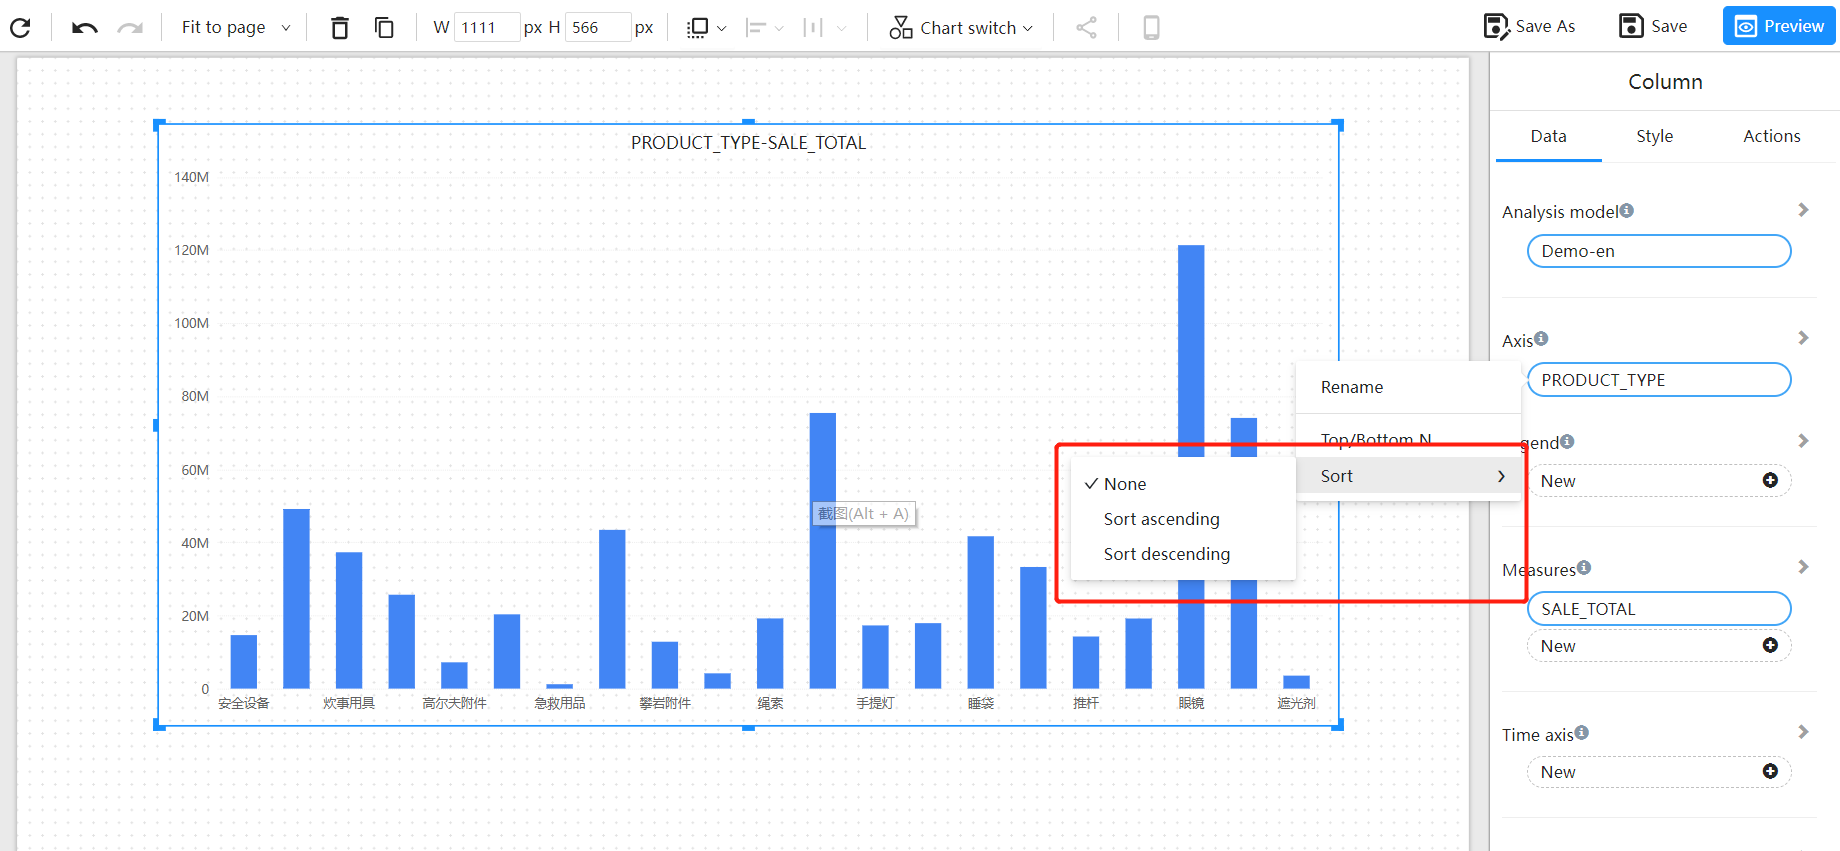 Fit to page W 1111 px H 566 px Chart switch Save As Save Preview
Column
Data Style Actions
PRODUCT_TYPE-SALE_TOTAL
140M
120M
100M
80M
60M
40M
20M
0
安全设备 炊事用具 高尔夫附件 急救用品 攀岩附件 绳索 手提灯 睡袋 推杆 眼镜 遮光剂
截图(Alt + A)
Rename
Top/Bottom N
Sort
None
Sort ascending
Sort descending
Analysis model
Demo-en
Axis
PRODUCT_TYPE
gend
New
Measures
SALE_TOTAL
New
Time axis
New